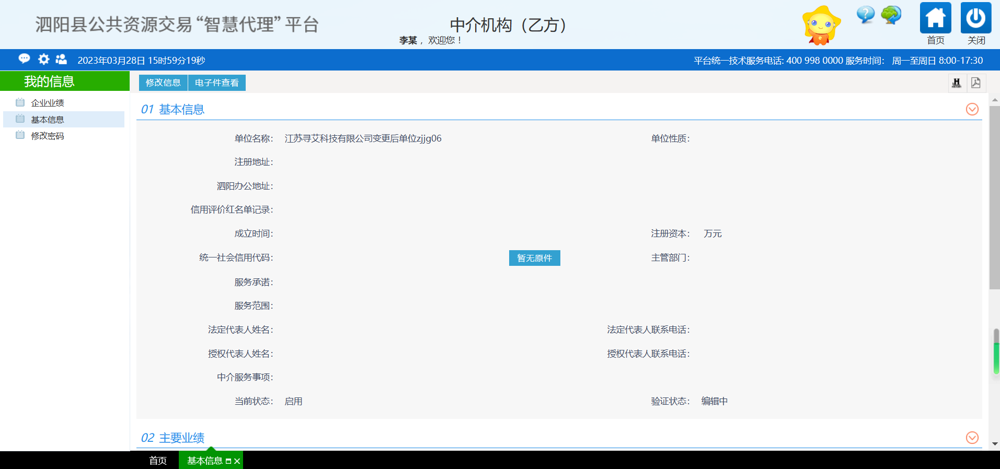 泗阳县公共资源交易“智慧代理”平台
中介机构（乙方）
李某，欢迎您！
首页
关闭
2023年03月28日 15时59分19秒
平台统一技术服务电话: 400 998 0000 服务时间： 周一至周日 8:00-17:30
我的信息
企业业绩
基本信息
修改密码
修改信息
电子件查看
01 基本信息
单位名称： 江苏寻艾科技有限公司变更后单位zjjg06
单位性质：
注册地址：
泗阳办公地址：
信用评价红名单记录：
成立时间：
注册资本： 万元
统一社会信用代码：
暂无原件
主管部门：
服务承诺：
服务范围：
法定代表人姓名：
法定代表人联系电话：
授权代表人姓名：
授权代表人联系电话：
中介服务事项：
当前状态： 启用
验证状态： 编辑中
02 主要业绩
首页
基本信息